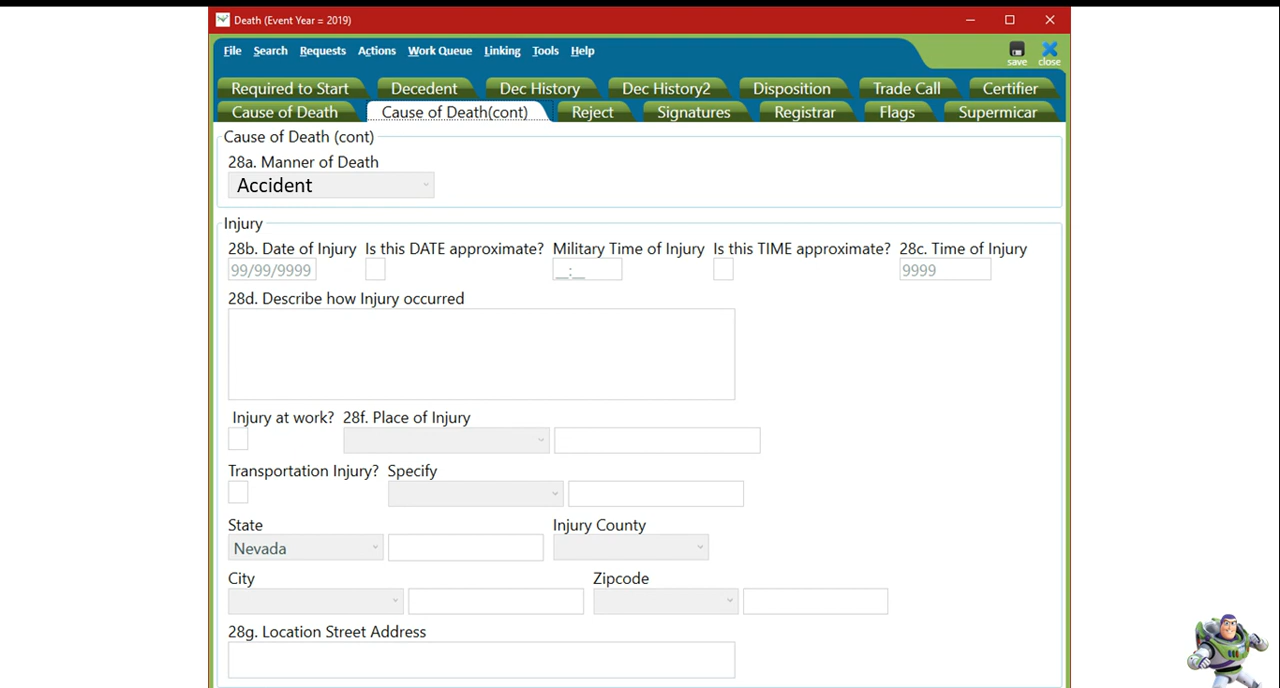 Death (Event Year = 2019)
File Search Requests Actions Work Queue Linking Tools Help
save close
Required to Start Decedent Dec History Dec History2 Disposition Trade Call Certifier
Cause of Death Cause of Death(cont) Reject Signatures Registrar Flags Supermicar
Cause of Death (cont)
28a. Manner of Death
Accident
Injury
28b. Date of Injury Is this DATE approximate? Military Time of Injury Is this TIME approximate? 28c. Time of Injury
99/99/9999 __:__ 9999
28d. Describe how Injury occurred
Injury at work? 28f. Place of Injury
Transportation Injury? Specify
State Injury County
Nevada
City Zipcode
28g. Location Street Address